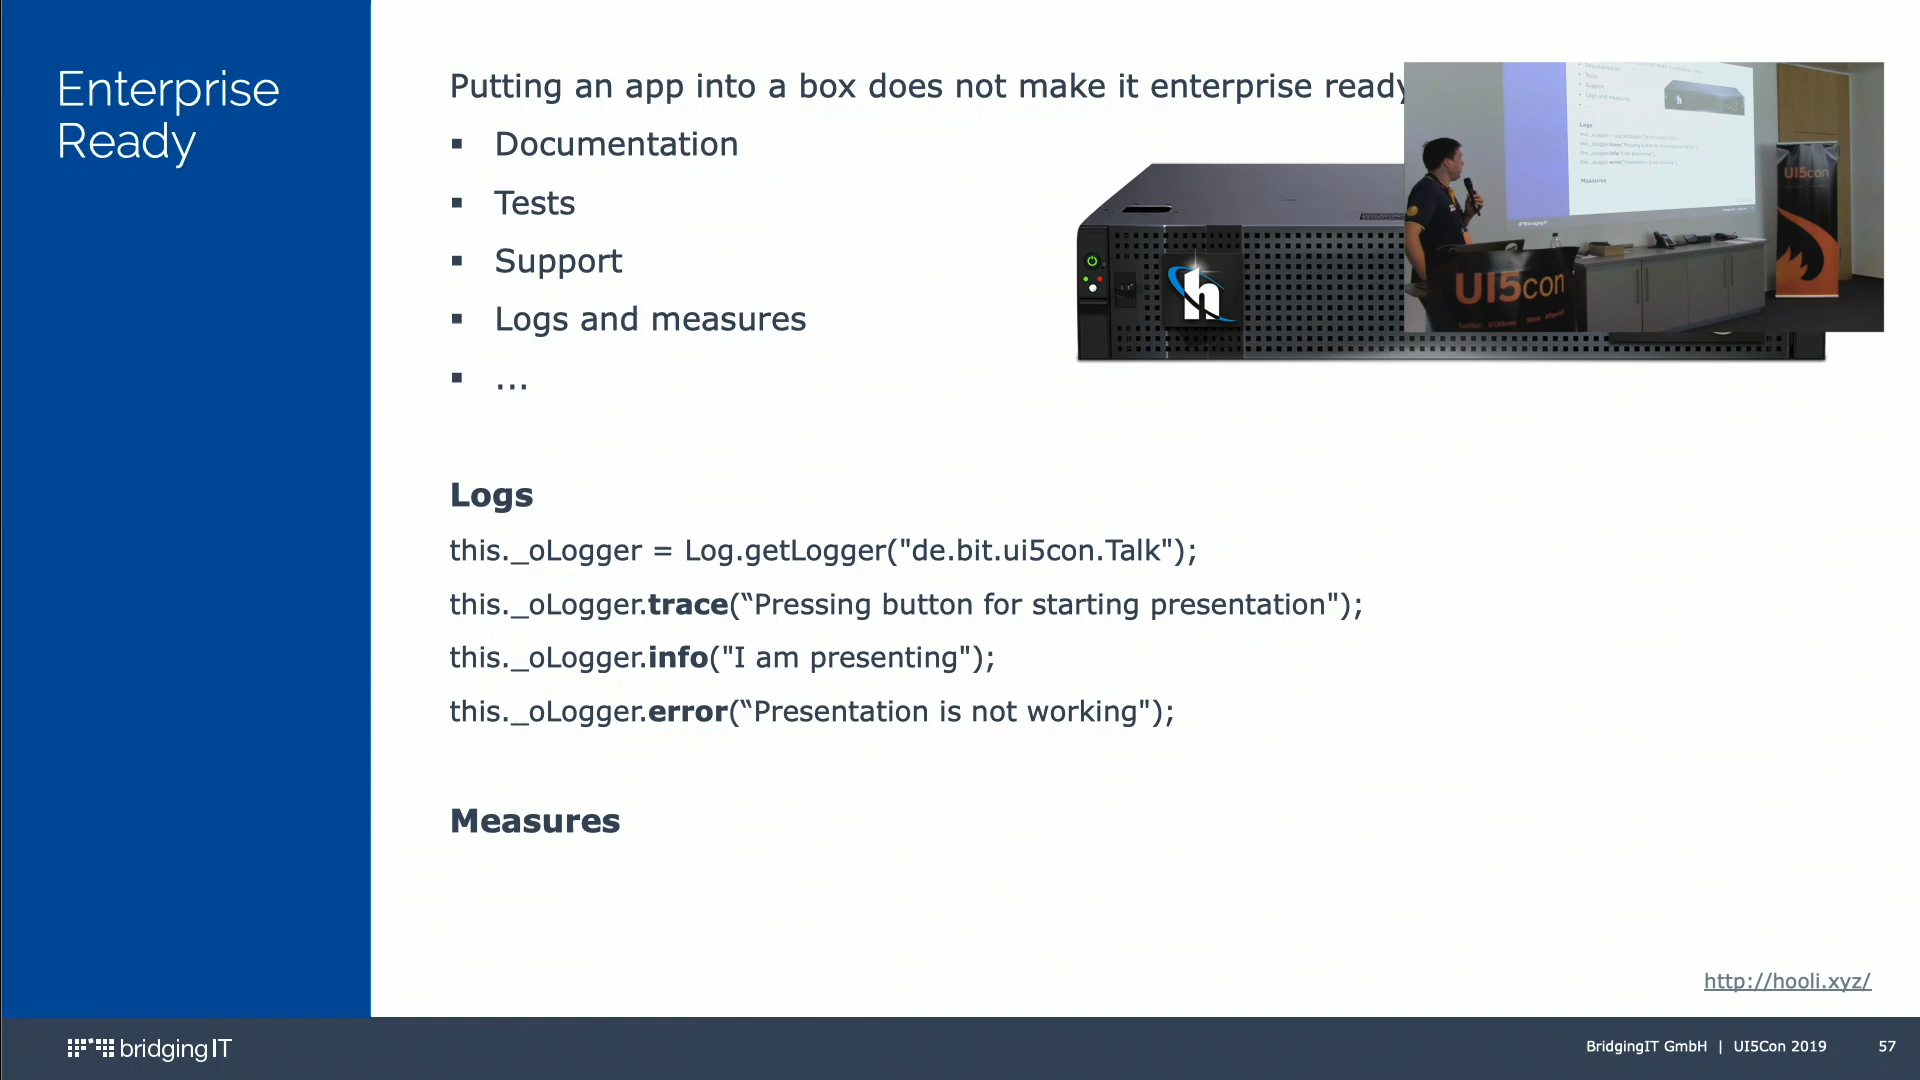 Enterprise
Ready
Putting an app into a box does not make it enterprise ready
▪ Documentation
▪ Tests
▪ Support
▪ Logs and measures
▪ ...
h
UI5con
UI5con
Logs
this._oLogger = Log.getLogger("de.bit.ui5con.Talk");
this._oLogger.trace(“Pressing button for starting presentation");
this._oLogger.info("I am presenting");
this._oLogger.error(“Presentation is not working");
Measures
http://hooli.xyz/
bridgingIT
BridgingIT GmbH | UI5Con 2019 57